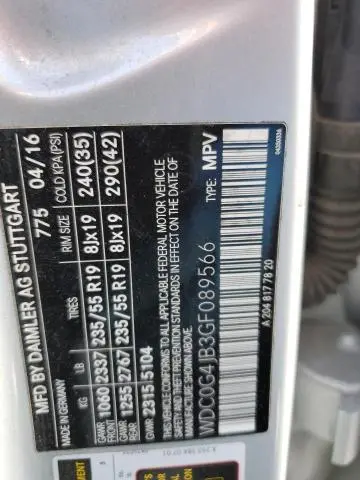 MFD BY DAIMLER AG STUTTGART
775 04/16
KG LB TIRES RIM SIZE COLD KPA(PSI)
GAWR FRONT 1060 2337 235/55 R19 8Jx19 240(35)
GAWR REAR 1255 2767 235/55 R19 8Jx19 290(42)
GVWR 2315 5104
THIS VEHICLE CONFORMS TO ALL APPLICABLE FEDERAL MOTOR VEHICLE
SAFETY, BUMPER, AND THEFT PREVENTION STANDARDS IN EFFECT ON THE DATE
OF MANUFACTURE SHOWN ABOVE
TYPE: MPV
WDC0G4JB3GF089566
A 204 817 78 20